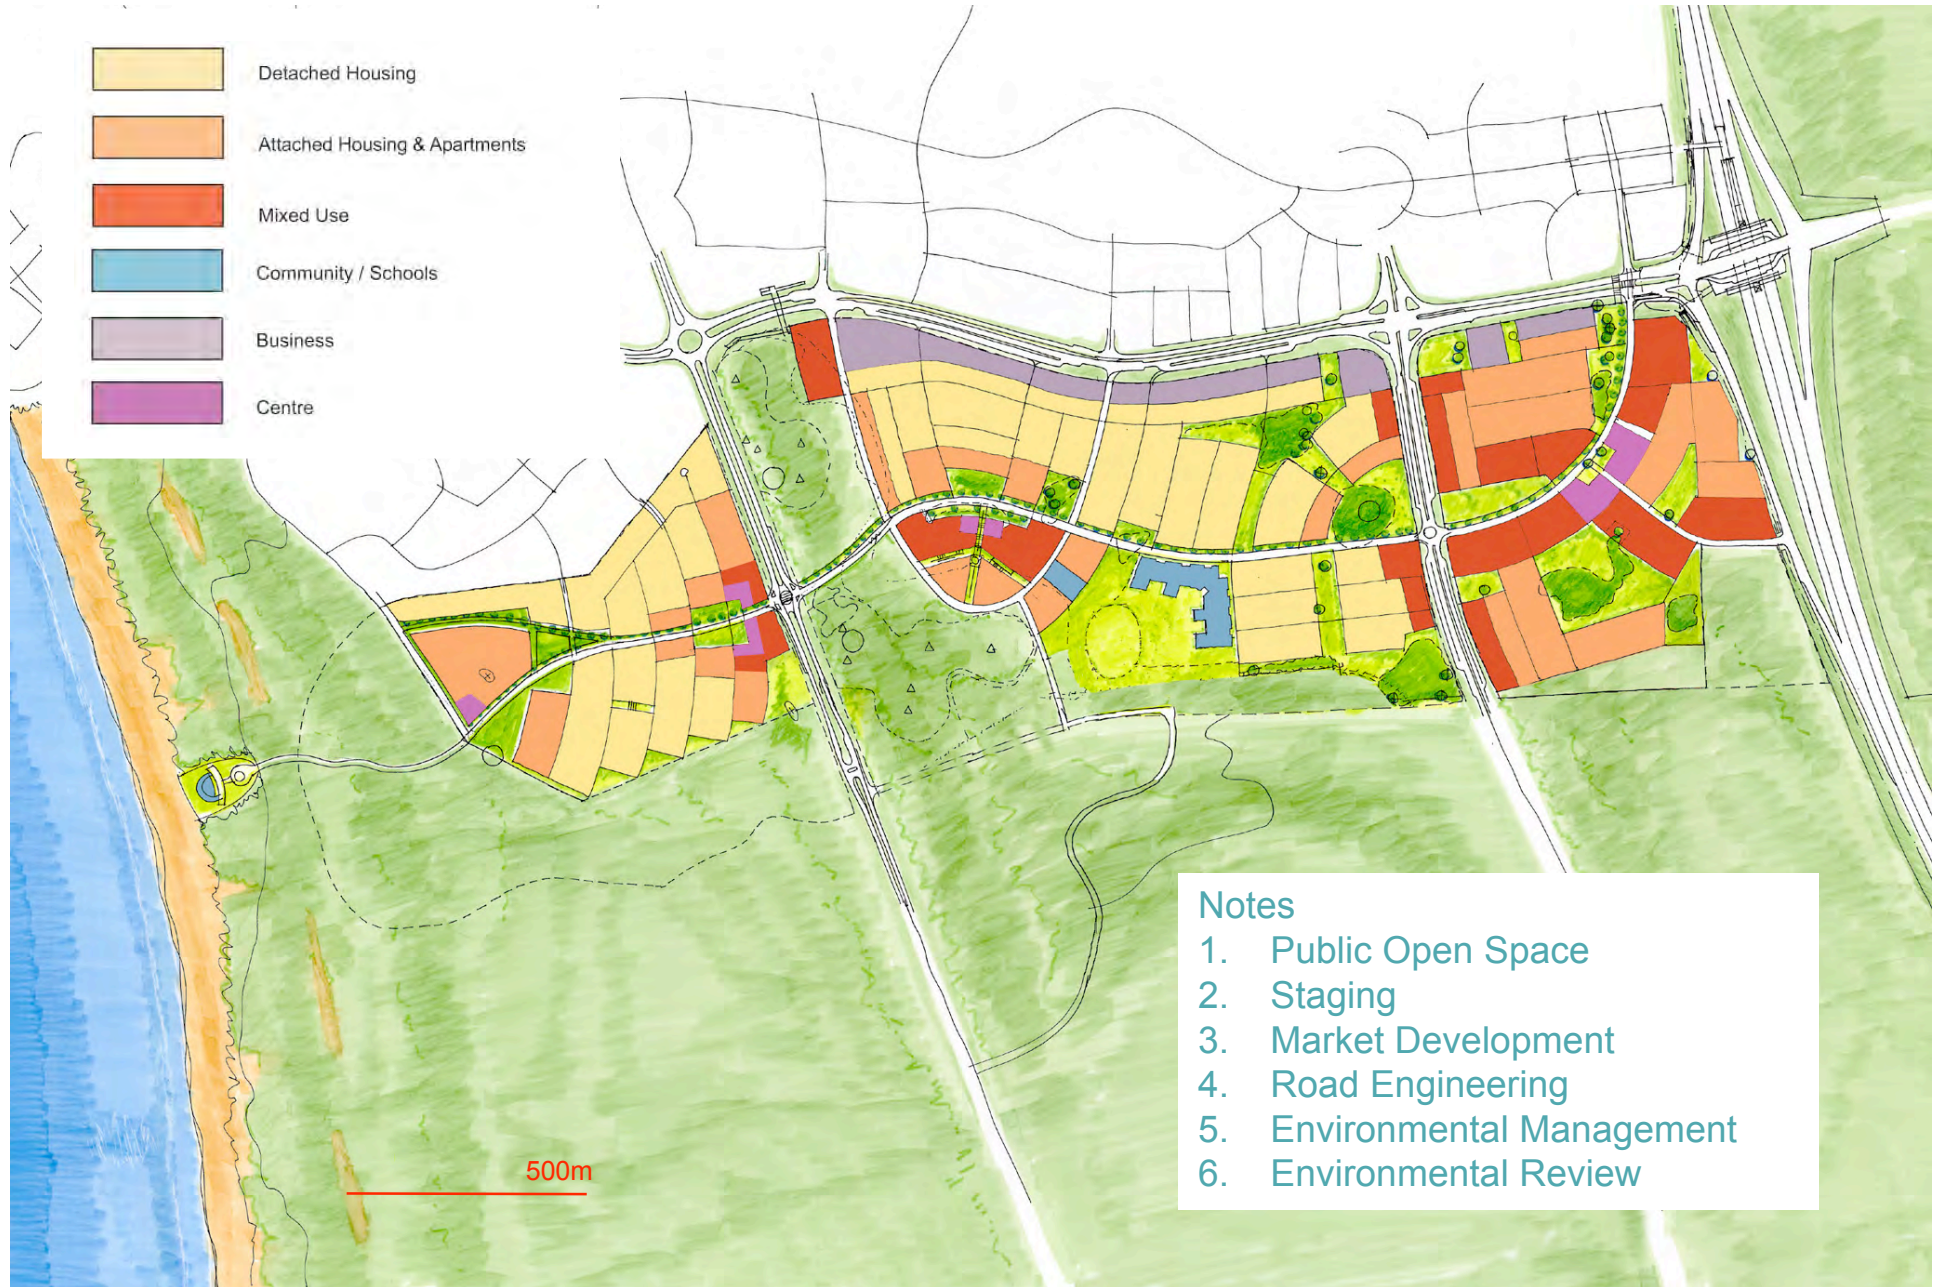 Detached Housing
Attached Housing & Apartments
Mixed Use
Community / Schools
Business
Centre
500m
Notes
1. Public Open Space
2. Staging
3. Market Development
4. Road Engineering
5. Environmental Management
6. Environmental Review